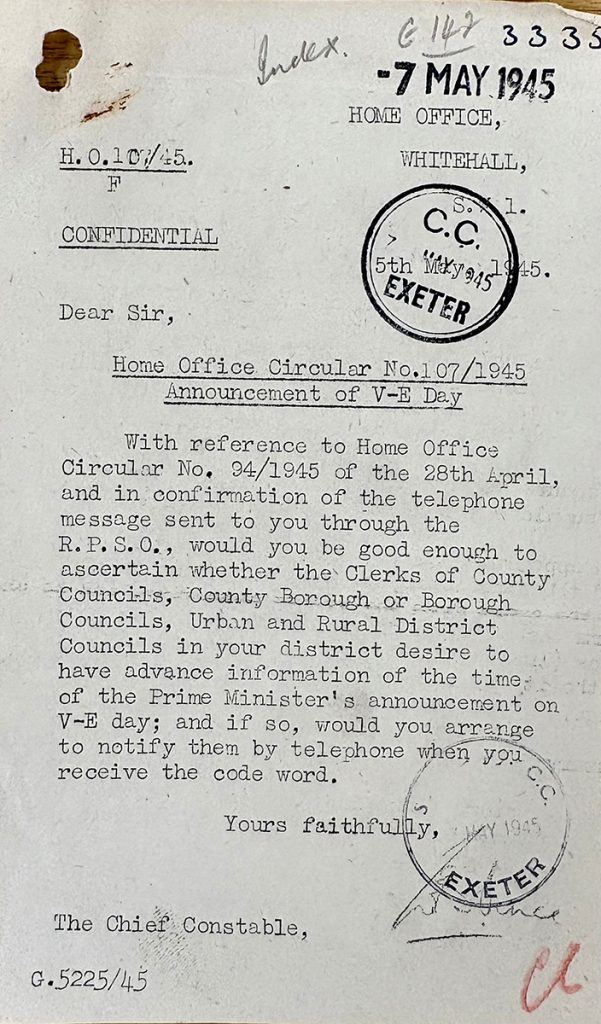 Index. G 147 3335
-7 MAY 1945
HOME OFFICE,
H.O.107/45. WHITEHALL,
F
S. 1.
CONFIDENTIAL
C.C.
MAY 1945
EXETER
5th May, 1945.
Dear Sir,
Home Office Circular No.107/1945
Announcement of V-E Day
With reference to Home Office
Circular No. 94/1945 of the 28th April,
and in confirmation of the telephone
message sent to you through the
R.P.S.O., would you be good enough to
ascertain whether the Clerks of County
Councils, County Borough or Borough
Councils, Urban and Rural District
Councils in your district desire to
have advance information of the time
of the Prime Minister's announcement on
V-E day; and if so, would you arrange
to notify them by telephone when you
receive the code word.
Yours faithfully,
C.C.
MAY 1945
EXETER
The Chief Constable,
G.5225/45